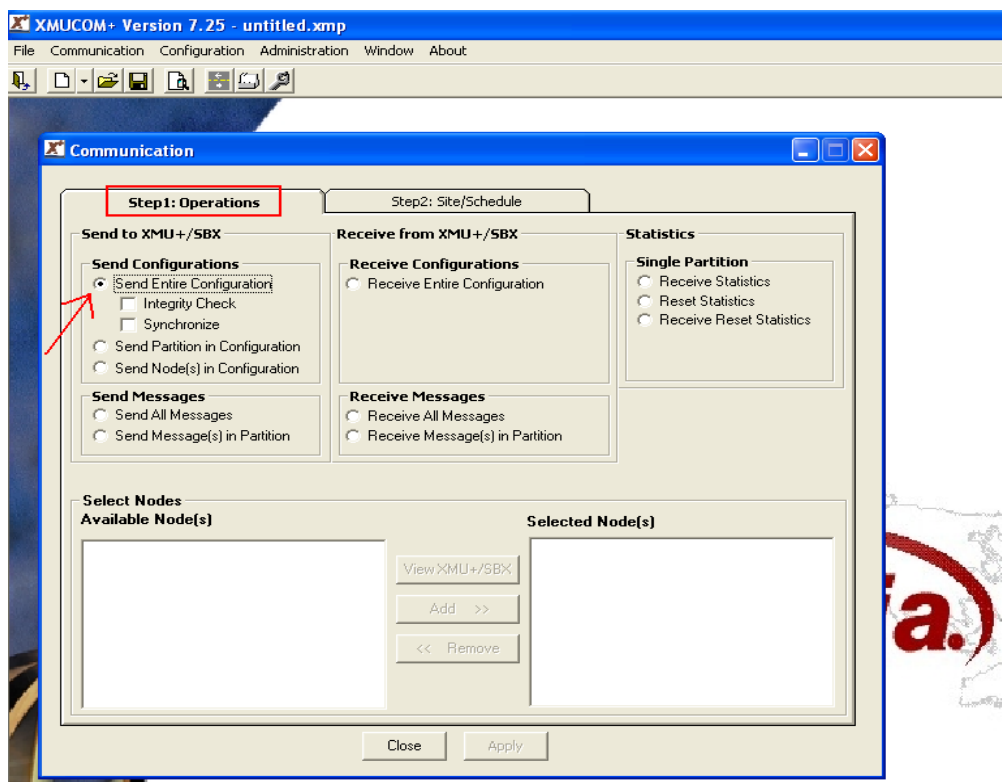 XMUCOM+ Version 7.25 - untitled.xmp
File Communication Configuration Administration Window About
Communication
Step1: Operations
Step2: Site/Schedule
Send to XMU+/SBX
Send Configurations
Send Entire Configuration
Integrity Check
Synchronize
Send Partition in Configuration
Send Node(s) in Configuration
Send Messages
Send All Messages
Send Message(s) in Partition
Receive from XMU+/SBX
Receive Configurations
Receive Entire Configuration
Receive Messages
Receive All Messages
Receive Message(s) in Partition
Statistics
Single Partition
Receive Statistics
Reset Statistics
Receive Reset Statistics
Select Nodes
Available Node(s)
Selected Node(s)
View XMU+/SBX
Add >>
<< Remove
Close
Apply
ia.